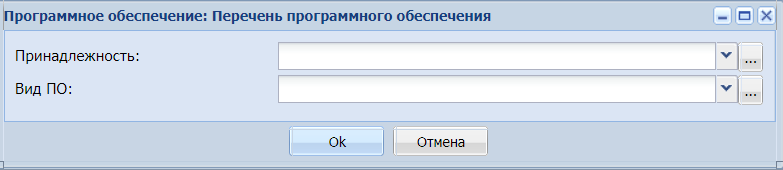 Программное обеспечение: Перечень программного обеспечения
Принадлежность:
...
Вид ПО:
...
Ok Отмена